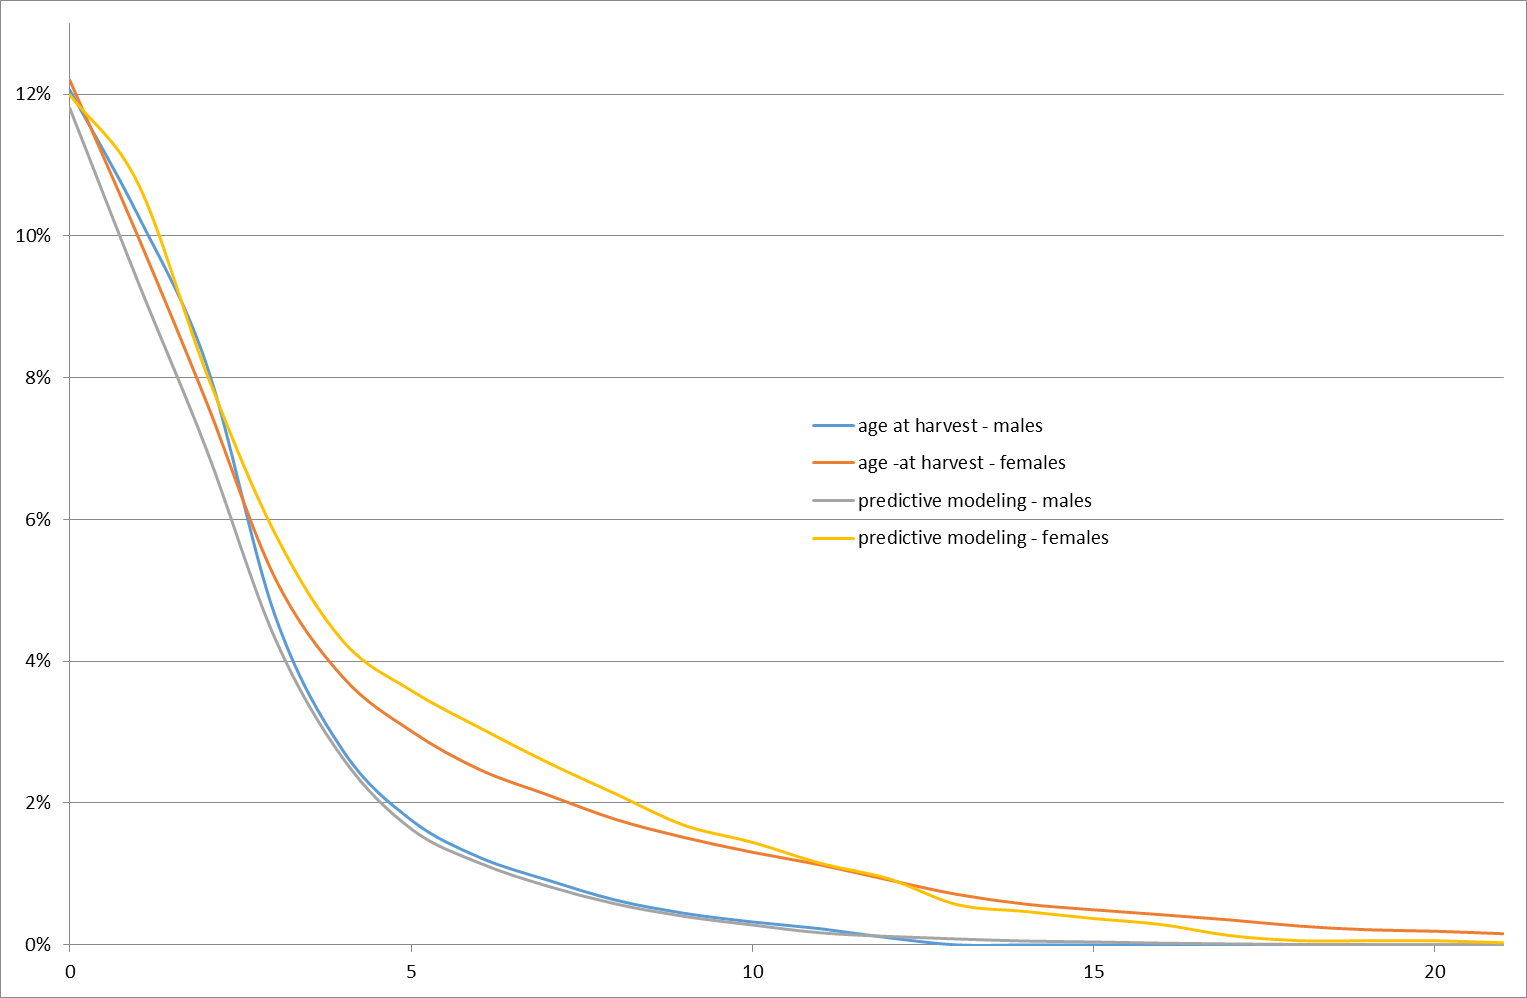 12%
10%
8%
age at harvest - males
age -at harvest - females
predictive modeling - males
6%
predictive modeling - females
4%
2%
0%
0 5 10 15 20